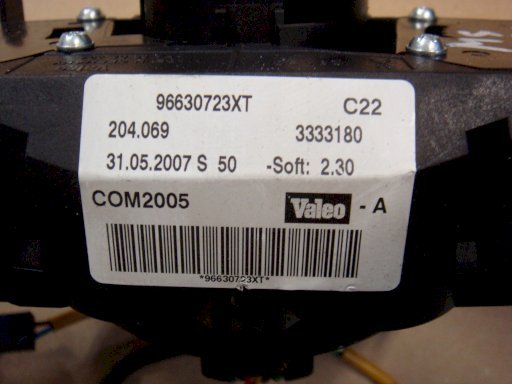 96630723XT C22
204.069 3333180
31.05.2007 S 50 -Soft: 2.30
COM2005 Valeo - A
*96630723XT*